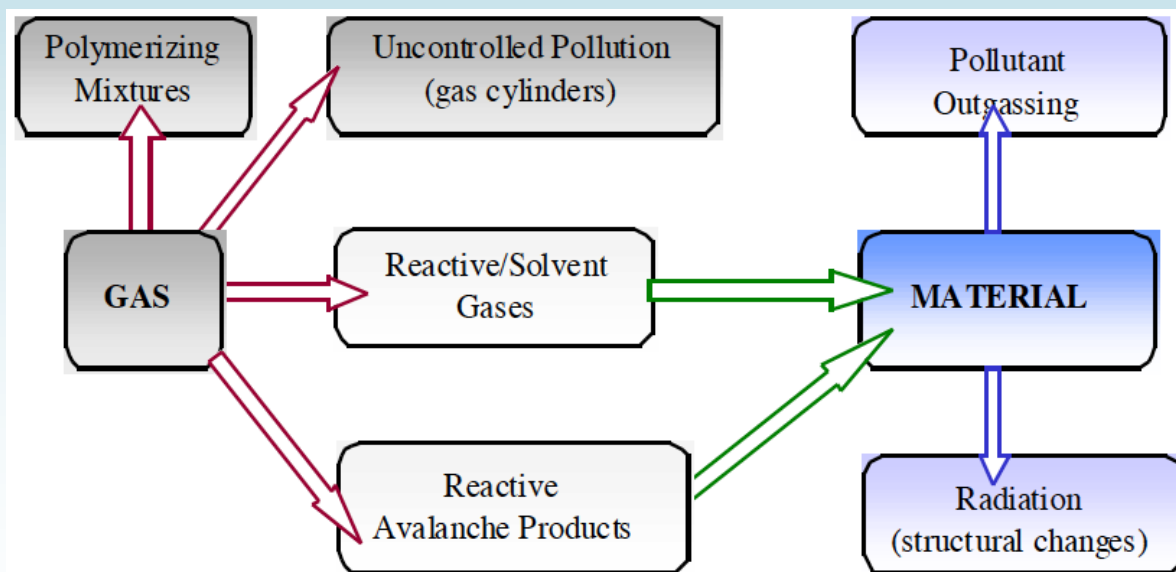 Polymerizing
Mixtures
Uncontrolled Pollution
(gas cylinders)
Pollutant
Outgassing
GAS
Reactive/Solvent
Gases
MATERIAL
Reactive
Avalanche Products
Radiation
(structural changes)